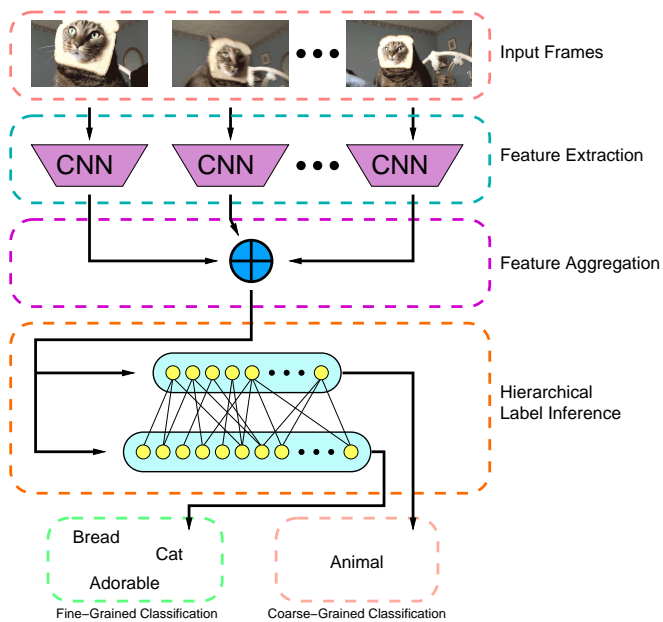 Input Frames
CNN CNN CNN
Feature Extraction
Feature Aggregation
Hierarchical
Label Inference
Bread
Cat
Adorable
Animal
Fine–Grained Classification
Coarse–Grained Classification